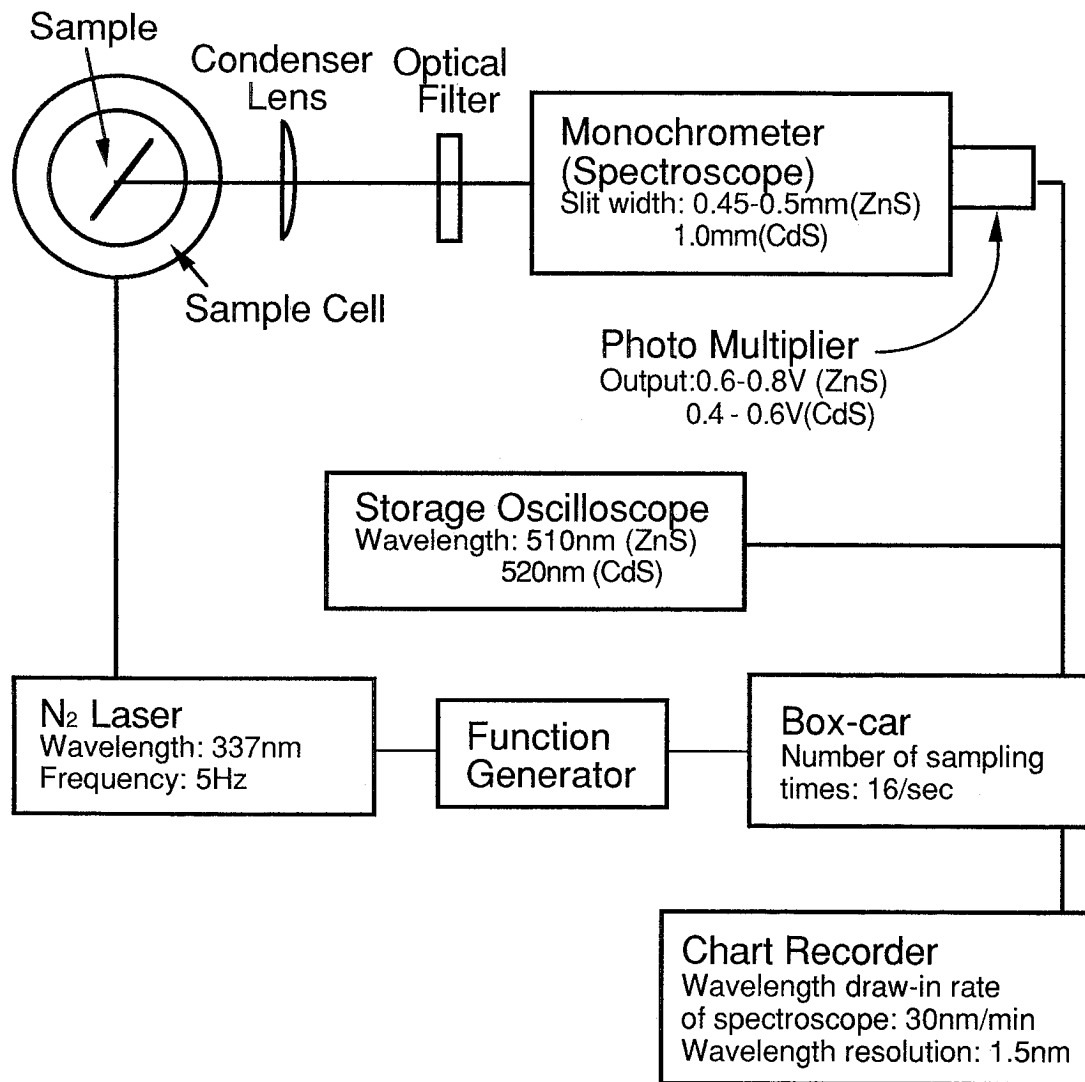 Sample
Condenser
Lens
Optical
Filter
Monochrometer
(Spectroscope)
Slit width: 0.45-0.5mm(ZnS)
1.0mm(CdS)
Sample Cell
Photo Multiplier
Output:0.6-0.8V (ZnS)
0.4 - 0.6V(CdS)
Storage Oscilloscope
Wavelength: 510nm (ZnS)
520nm (CdS)
N₂ Laser
Wavelength: 337nm
Frequency: 5Hz
Function
Generator
Box-car
Number of sampling
times: 16/sec
Chart Recorder
Wavelength draw-in rate
of spectroscope: 30nm/min
Wavelength resolution: 1.5nm